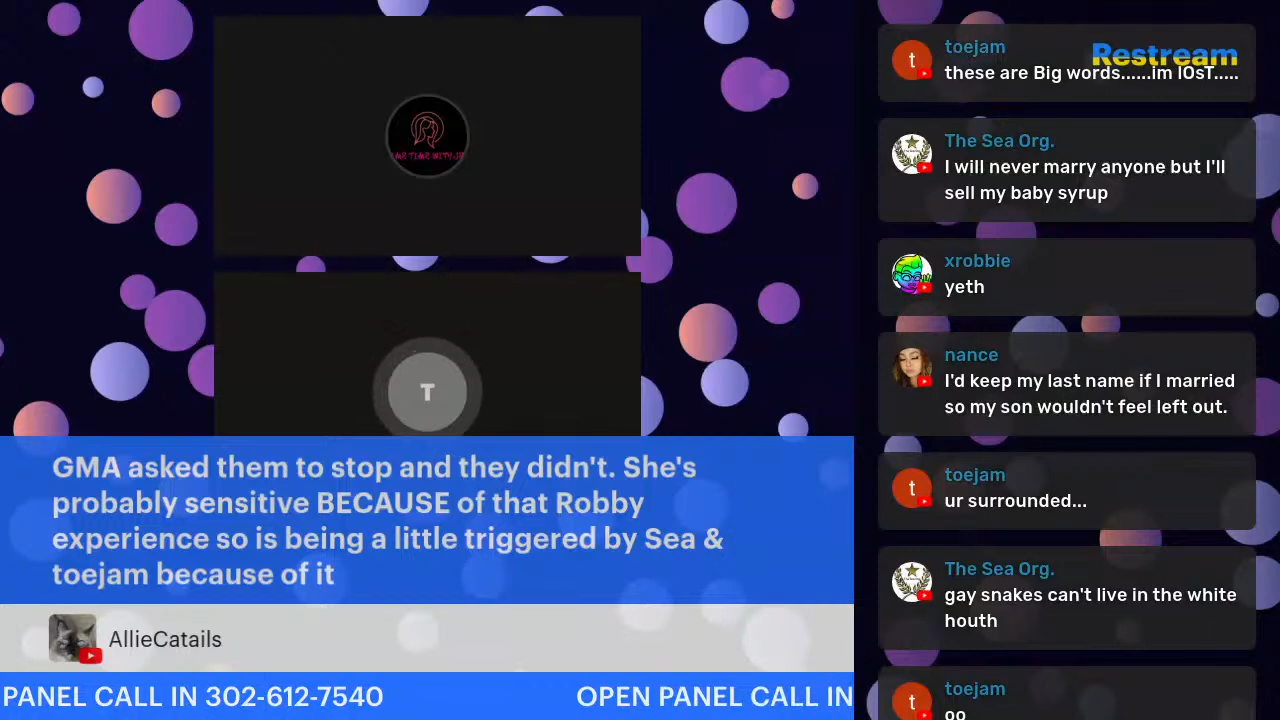 TIME WITH
T
GMA asked them to stop and they didn't. She's
probably sensitive BECAUSE of that Robby
experience so is being a little triggered by Sea &
toejam because of it
AllieCatails
PANEL CALL IN 302-612-7540
OPEN PANEL CALL IN
Restream
t
toejam
these are Big words......im lOsT.....
The Sea Org.
I will never marry anyone but I'll
sell my baby syrup
xrobbie
yeth
nance
I'd keep my last name if I married
so my son wouldn't feel left out.
t
toejam
ur surrounded...
The Sea Org.
gay snakes can't live in the white
houth
t
toejam
oo